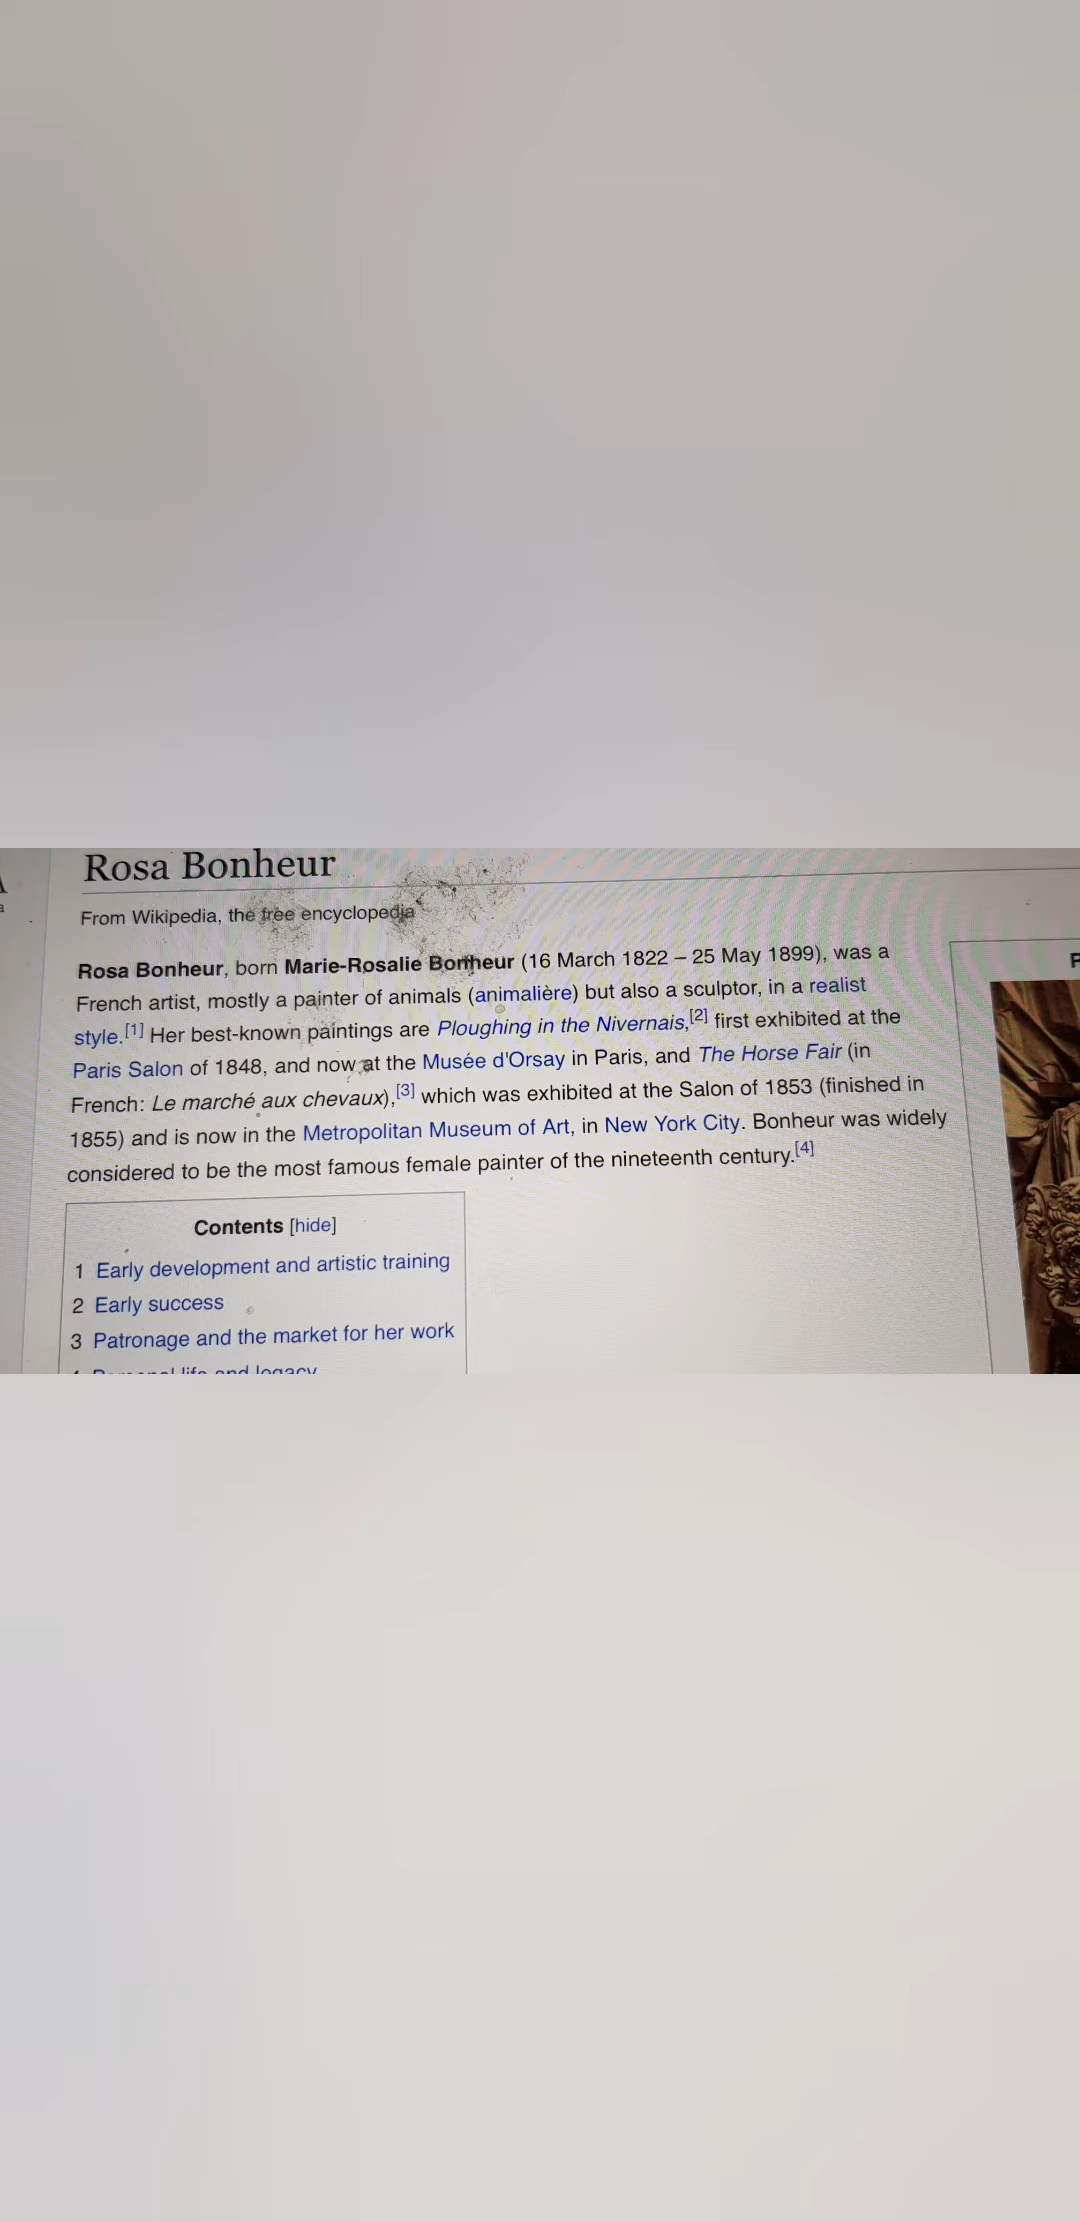 Rosa Bonheur
From Wikipedia, the free encyclopedia
Rosa Bonheur, born Marie-Rosalie Bonheur (16 March 1822 – 25 May 1899), was a
French artist, mostly a painter of animals (animalière) but also a sculptor, in a realist
style.[1] Her best-known paintings are Ploughing in the Nivernais,[2] first exhibited at the
Paris Salon of 1848, and now at the Musée d'Orsay in Paris, and The Horse Fair (in
French: Le marché aux chevaux),[3] which was exhibited at the Salon of 1853 (finished in
1855) and is now in the Metropolitan Museum of Art, in New York City. Bonheur was widely
considered to be the most famous female painter of the nineteenth century.[4]
Contents [hide]
1 Early development and artistic training
2 Early success
3 Patronage and the market for her work
life and legacy